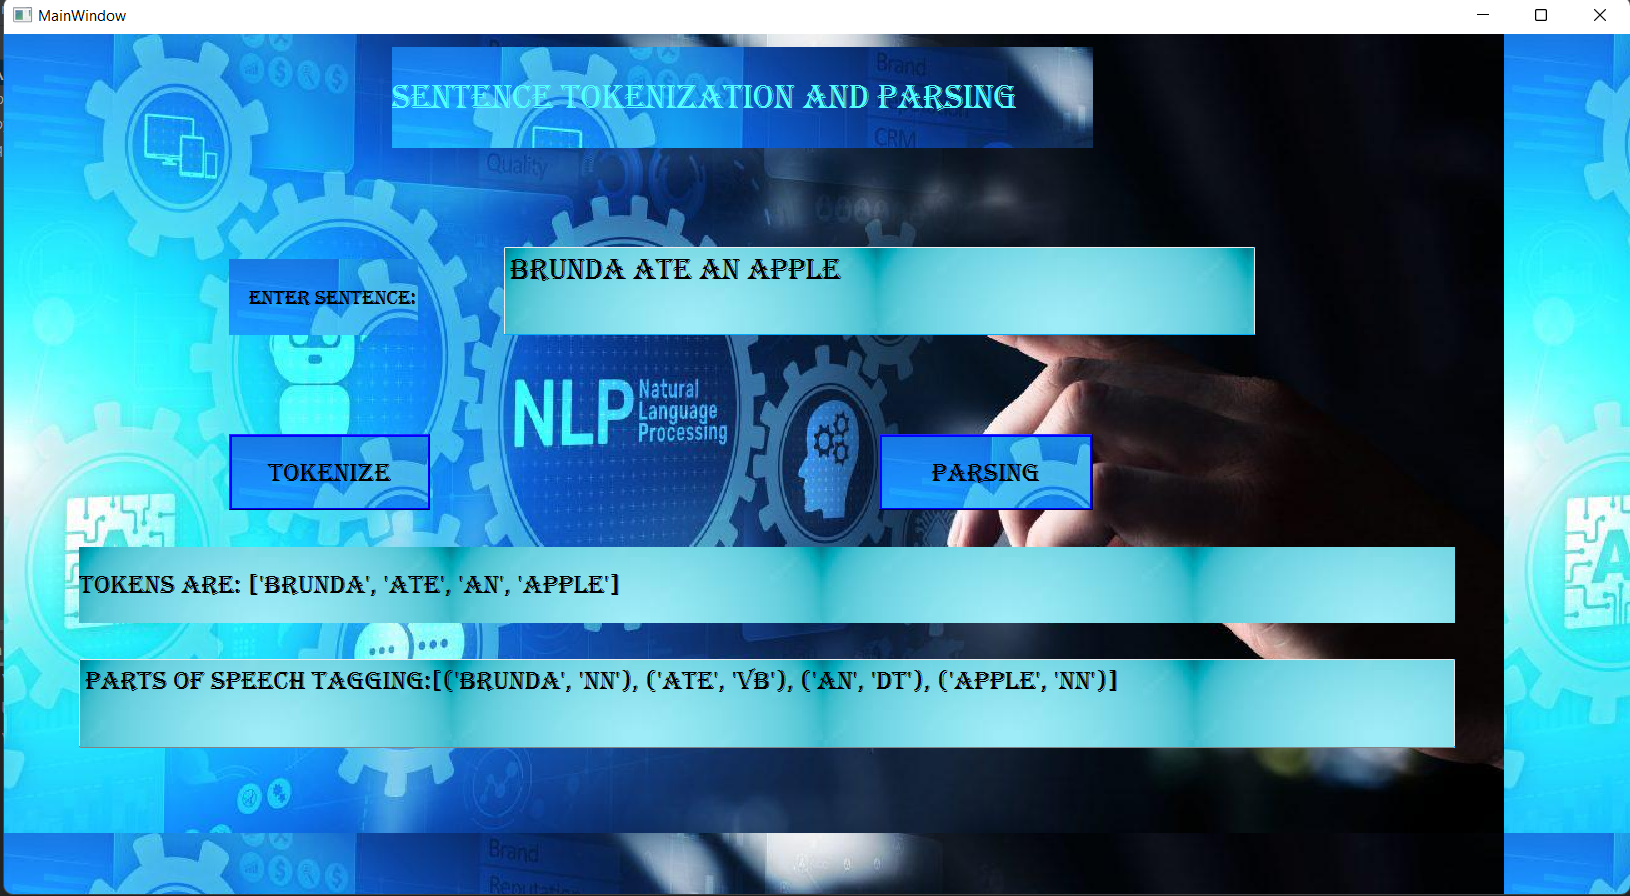 MainWindow
Brand
SENTENCE TOKENIZATION AND PARSING
CRM
Quality
BRUNDA ATE AN APPLE
ENTER SENTENCE:
NLP Natural
Language
Processing
TOKENIZE
PARSING
TOKENS ARE: ['BRUNDA', 'ATE', 'AN', 'APPLE']
PARTS OF SPEECH TAGGING:[('BRUNDA', 'NN'), ('ATE', 'VB'), ('AN', 'DT'), ('APPLE', 'NN')]
Brand